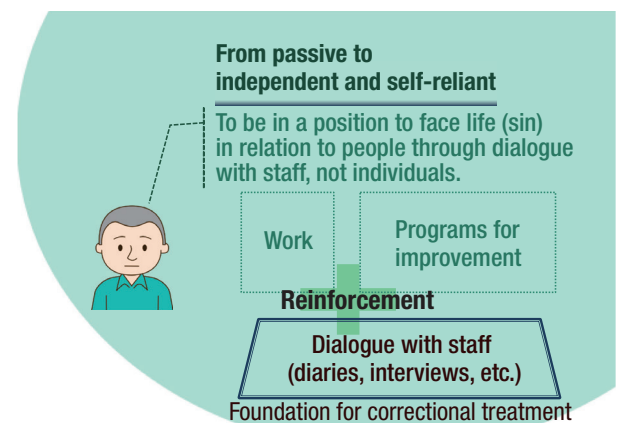 From passive to
independent and self-reliant
To be in a position to face life (sin)
in relation to people through dialogue
with staff, not individuals.
Work
Programs for
improvement
Reinforcement
Dialogue with staff
(diaries, interviews, etc.)
Foundation for correctional treatment